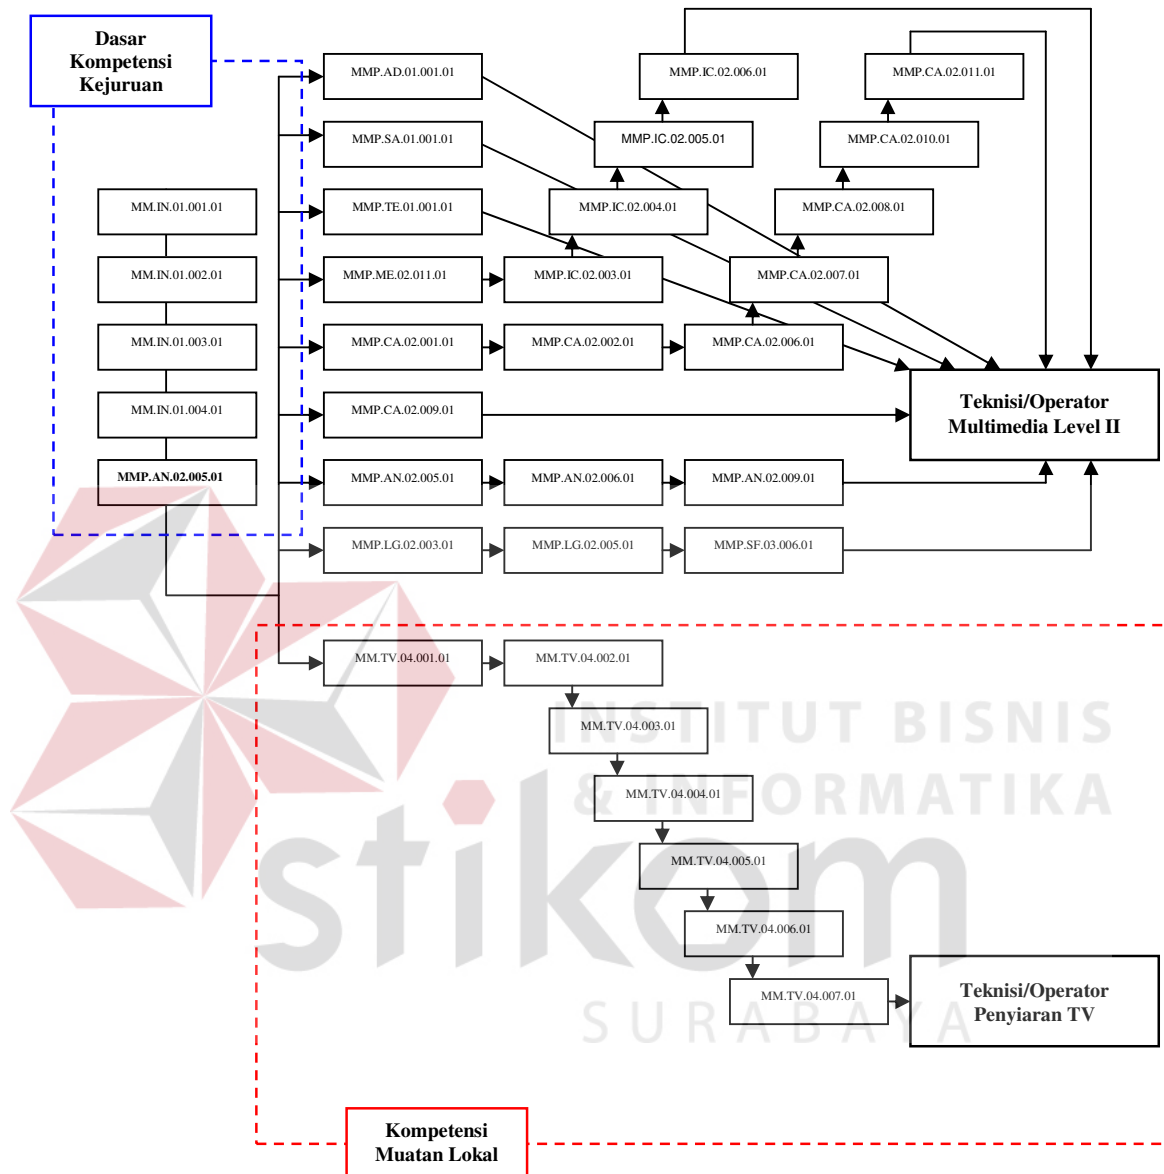 Dasar
Kompetensi
Kejuruan
MMP.AD.01.001.01
MMP.IC.02.006.01
MMP.CA.02.011.01
MMP.SA.01.001.01
MMP.IC.02.005.01
MMP.CA.02.010.01
MM.IN.01.001.01
MMP.TE.01.001.01
MMP.IC.02.004.01
MMP.CA.02.008.01
MM.IN.01.002.01
MMP.ME.02.011.01
MMP.IC.02.003.01
MMP.CA.02.007.01
MM.IN.01.003.01
MMP.CA.02.001.01
MMP.CA.02.002.01
MMP.CA.02.006.01
MM.IN.01.004.01
MMP.CA.02.009.01
Teknisi/Operator
Multimedia Level II
MMP.AN.02.005.01
MMP.AN.02.005.01
MMP.AN.02.006.01
MMP.AN.02.009.01
MMP.LG.02.003.01
MMP.LG.02.005.01
MMP.SF.03.006.01
MM.TV.04.001.01
MM.TV.04.002.01
MM.TV.04.003.01
MM.TV.04.004.01
MM.TV.04.005.01
MM.TV.04.006.01
MM.TV.04.007.01
Teknisi/Operator
Penyiaran TV
INSTITUT BISNIS
& INFORMATIKA
stikom
SURABAYA
Kompetensi
Muatan Lokal